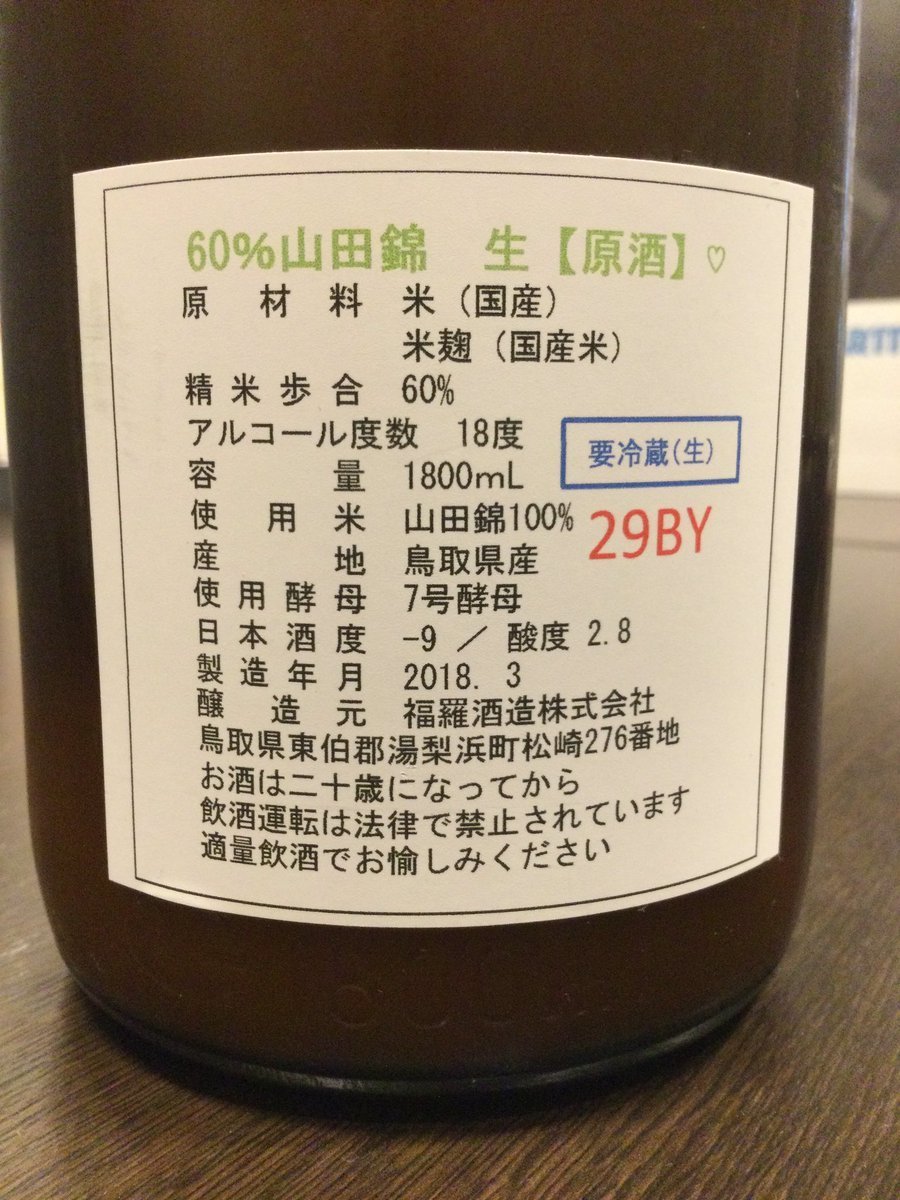 60%山田錦 生【原酒】♡
原材料 米（国産）
米麹（国産米）
精米歩合 60%
アルコール度数 18度
容量 1800mL
要冷蔵(生)
使用米 山田錦100%
29BY
産地 鳥取県産
使用酵母 7号酵母
日本酒度 -9 ／ 酸度 2.8
製造年月 2018. 3
醸造元 福羅酒造株式会社
鳥取県東伯郡湯梨浜町松崎276番地
お酒は二十歳になってから
飲酒運転は法律で禁止されています
適量飲酒でお愉しみください